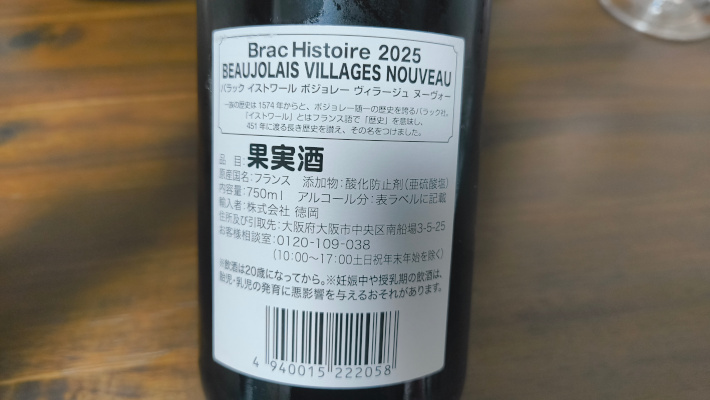 Brac Histoire 2025
BEAUJOLAIS VILLAGES NOUVEAU
バラック イストワール ボジョレー ヴィラージュ ヌーヴォー
一族の歴史は1574年からと、ボジョレー随一の歴史を誇るバラック社。
「イストワール」とはフランス語で「歴史」を意味し、
451年に渡る長き歴史を讃え、その名をつけました。
品 目:果実酒
原産国名:フランス 添加物:酸化防止剤(亜硫酸塩)
内容量:750ml アルコール分:表ラベルに記載
輸入者:株式会社 徳岡
住所及び引取先:大阪府大阪市中央区南船場3-5-25
お客様相談室:0120-109-038
(10:00～17:00土日祝年末年始を除く)
※飲酒は20歳になってから。※妊娠中や授乳期の飲酒は、
胎児・乳児の発育に悪影響を与えるおそれがあります。
4 940015 222058